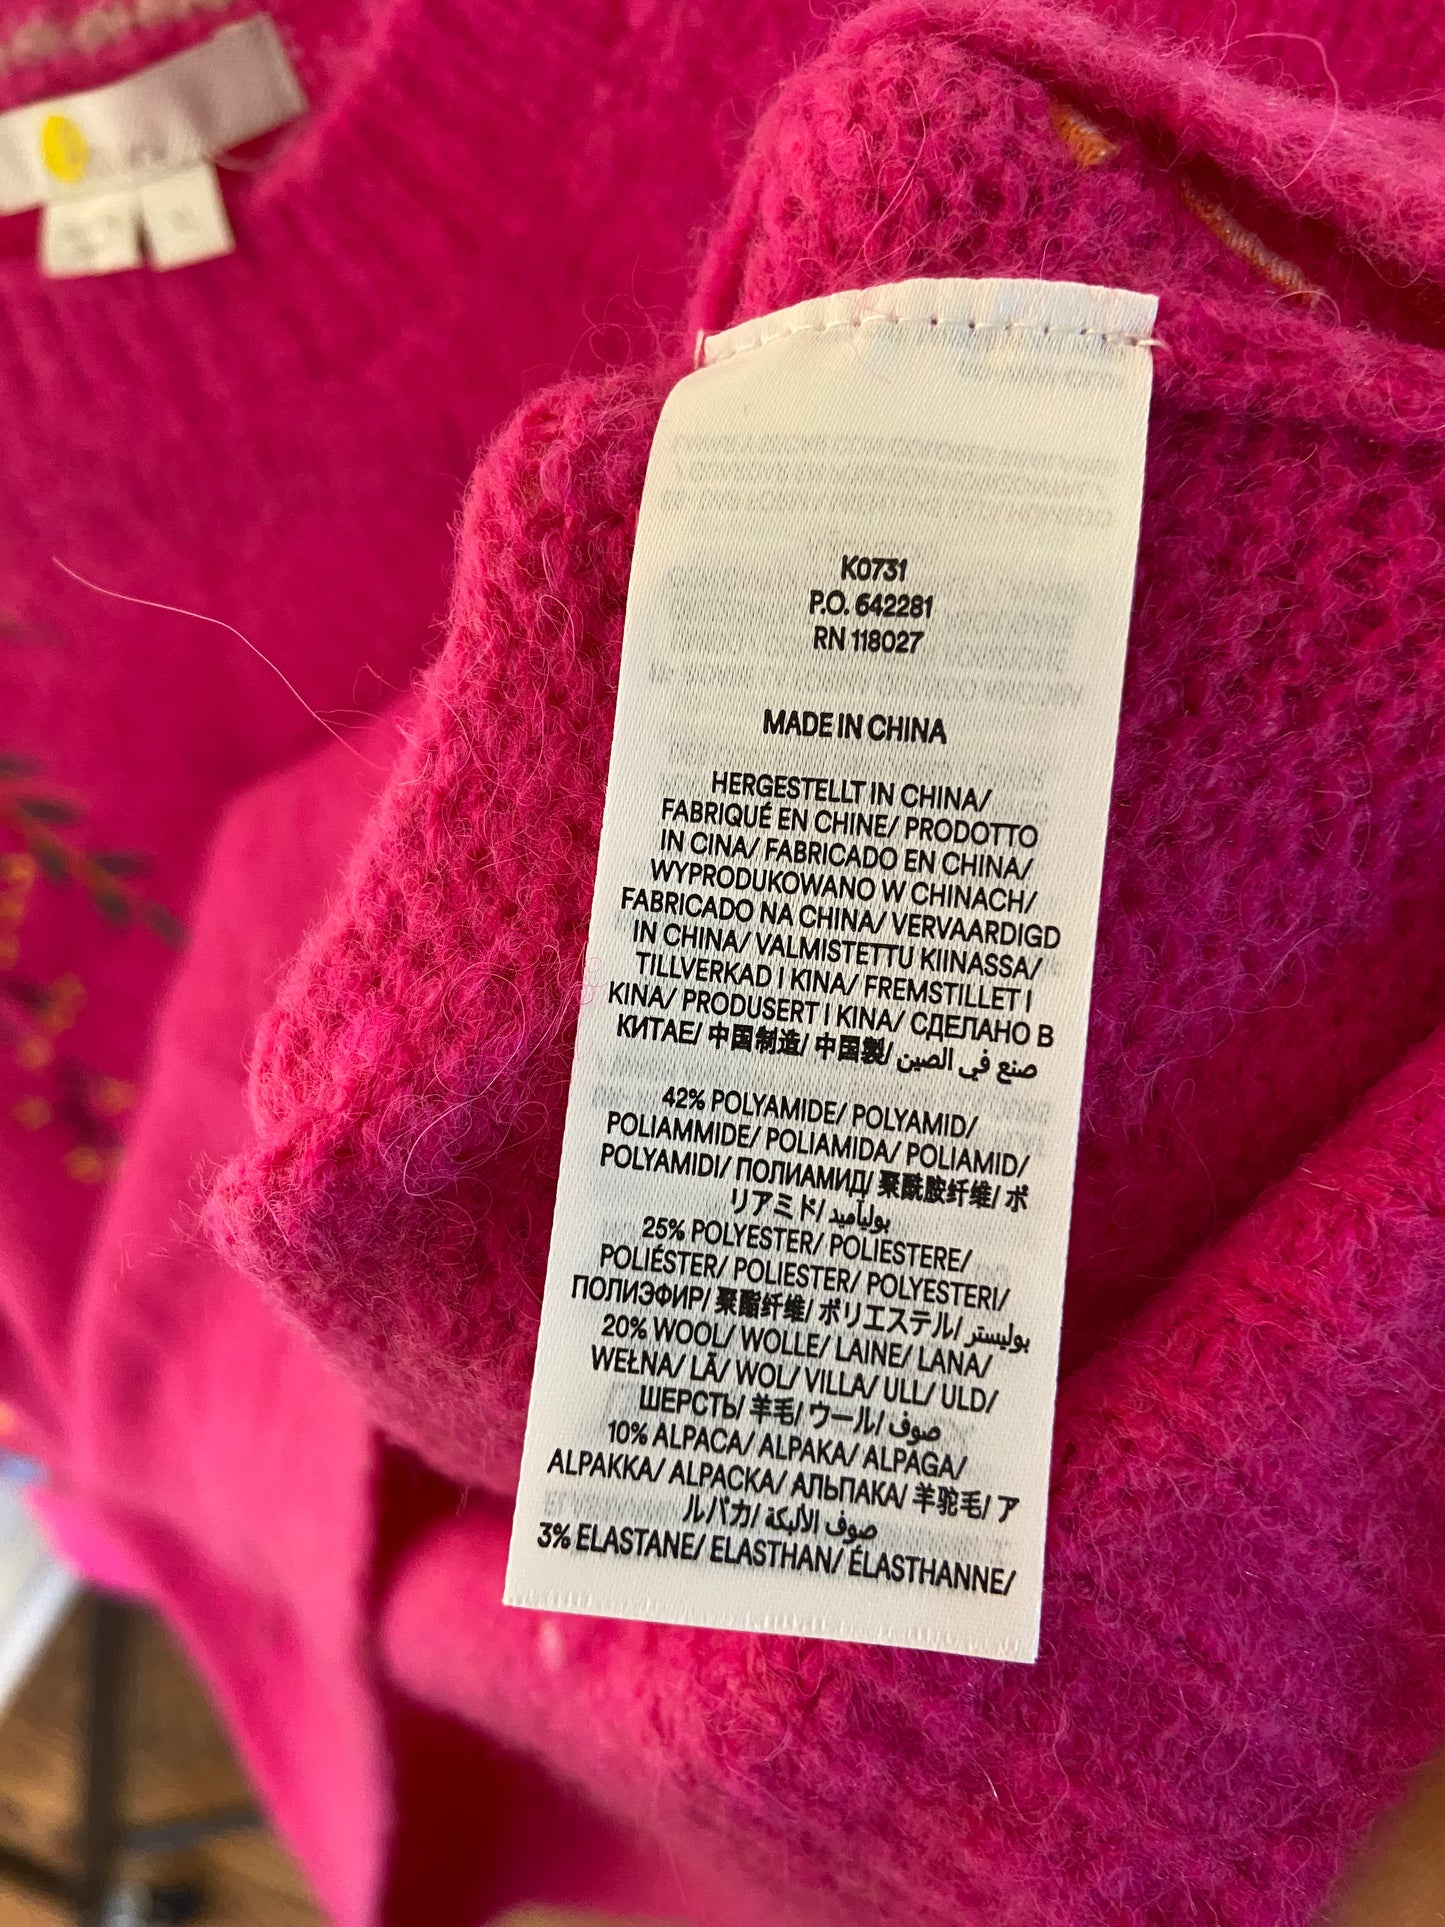 K0731
P.O. 642281
RN 118027
MADE IN CHINA
HERGESTELLT IN CHINA/
FABRIQUÉ EN CHINE/ PRODOTTO
IN CINA/ FABRICADO EN CHINA/
WYPRODUKOWANO W CHINACH/
FABRICADO NA CHINA/ VERVAARDIGD
IN CHINA/ VALMISTETTU KIINASSA/
TILLVERKAD I KINA/ FREMSTILLET I
KINA/ PRODUSERT I KINA/ СДЕЛАНО В
КИТАЕ/ 中国制造/ 中国製/ صنع في الصين
42% POLYAMIDE/ POLYAMID/
POLIAMMIDE/ POLIAMIDA/ POLIAMID/
POLYAMIDI/ ПОЛИАМИД/ 聚酰胺纤维/ ポ
リアミド/ بولياميد
25% POLYESTER/ POLIESTERE/
POLIÉSTER/ POLIESTER/ POLYESTERI/
ПОЛИЭФИР/ 聚酯纤维/ ポリエステル/ بوليستر
20% WOOL/ WOLLE/ LAINE/ LANA/
WEŁNA/ LÃ/ WOL/ VILLA/ ULL/ ULD/
ШЕРСТЬ/ 羊毛/ ウール/ صوف
10% ALPACA/ ALPAKA/ ALPAGA/
ALPAKKA/ ALPACKA/ АЛЬПАКА/ 羊驼毛/ ア
ルパカ/ صوف الألبكة
3% ELASTANE/ ELASTHAN/ ÉLASTHANNE/